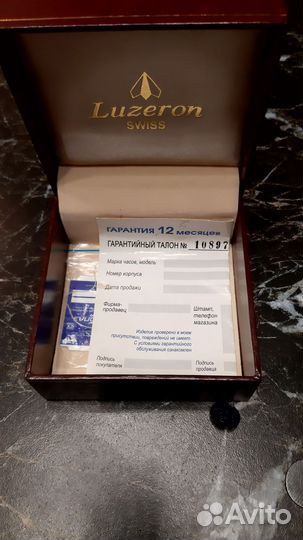 Luzeron
SWISS
ГАРАНТИЯ 12 месяцев
ГАРАНТИЙНЫЙ ТАЛОН № 10897
Марка часов, модель
Номер корпуса
Дата продажи
Фирма-
продавец
Штамп,
телефон
магазина
Изделие проверено в моем
присутствии, повреждений не имеет.
С условиями гарантийного
обслуживания ознакомлен
Подпись
покупателя
Подпись
продавца
Avito